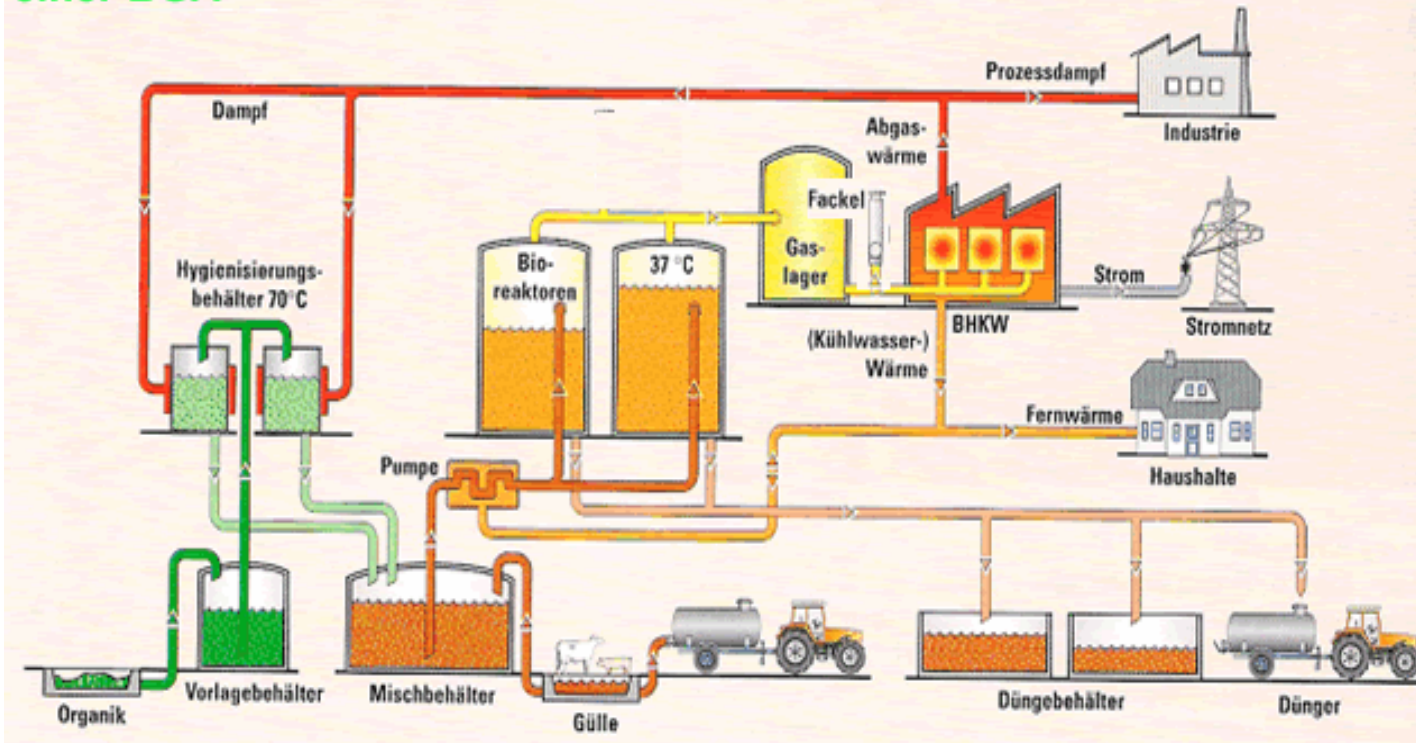 Prozessdampf
Dampf
Industrie
Abgas-
wärme
Fackel
Gas-
lager
Bio-
reaktoren
37 °C
Hygienisierungs-
behälter 70°C
Strom
BHKW
Stromnetz
(Kühlwasser-)
Wärme
Fernwärme
Haushalte
Pumpe
Organik
Vorlagebehälter
Mischbehälter
Gülle
Düngebehälter
Dünger